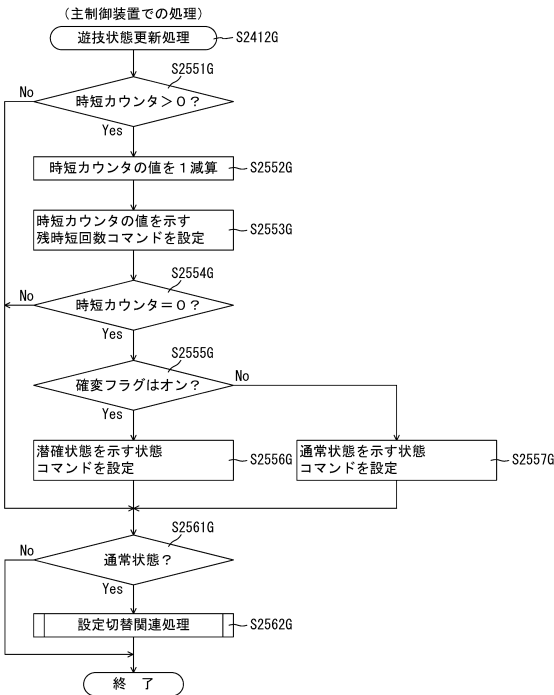 (主制御装置での処理)
遊技状態更新処理
S2412G
S2551G
No
時短カウンタ>0?
Yes
時短カウンタの値を1減算
S2552G
時短カウンタの値を示す
残時短回数コマンドを設定
S2553G
S2554G
No
時短カウンタ=0?
Yes
S2555G
確変フラグはオン?
No
Yes
潜確状態を示す状態
コマンドを設定
S2556G
通常状態を示す状態
コマンドを設定
S2557G
S2561G
No
通常状態?
Yes
設定切替関連処理
S2562G
終 了